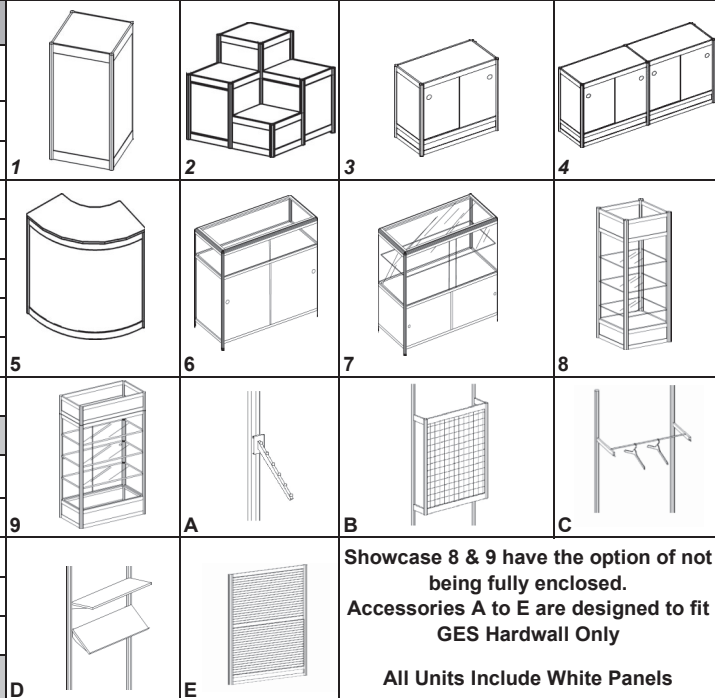 1
2
3
4
5
6
7
8
9
A
B
C
D
E
Showcase 8 & 9 have the option of not
being fully enclosed.
Accessories A to E are designed to fit
GES Hardwall Only
All Units Include White Panels